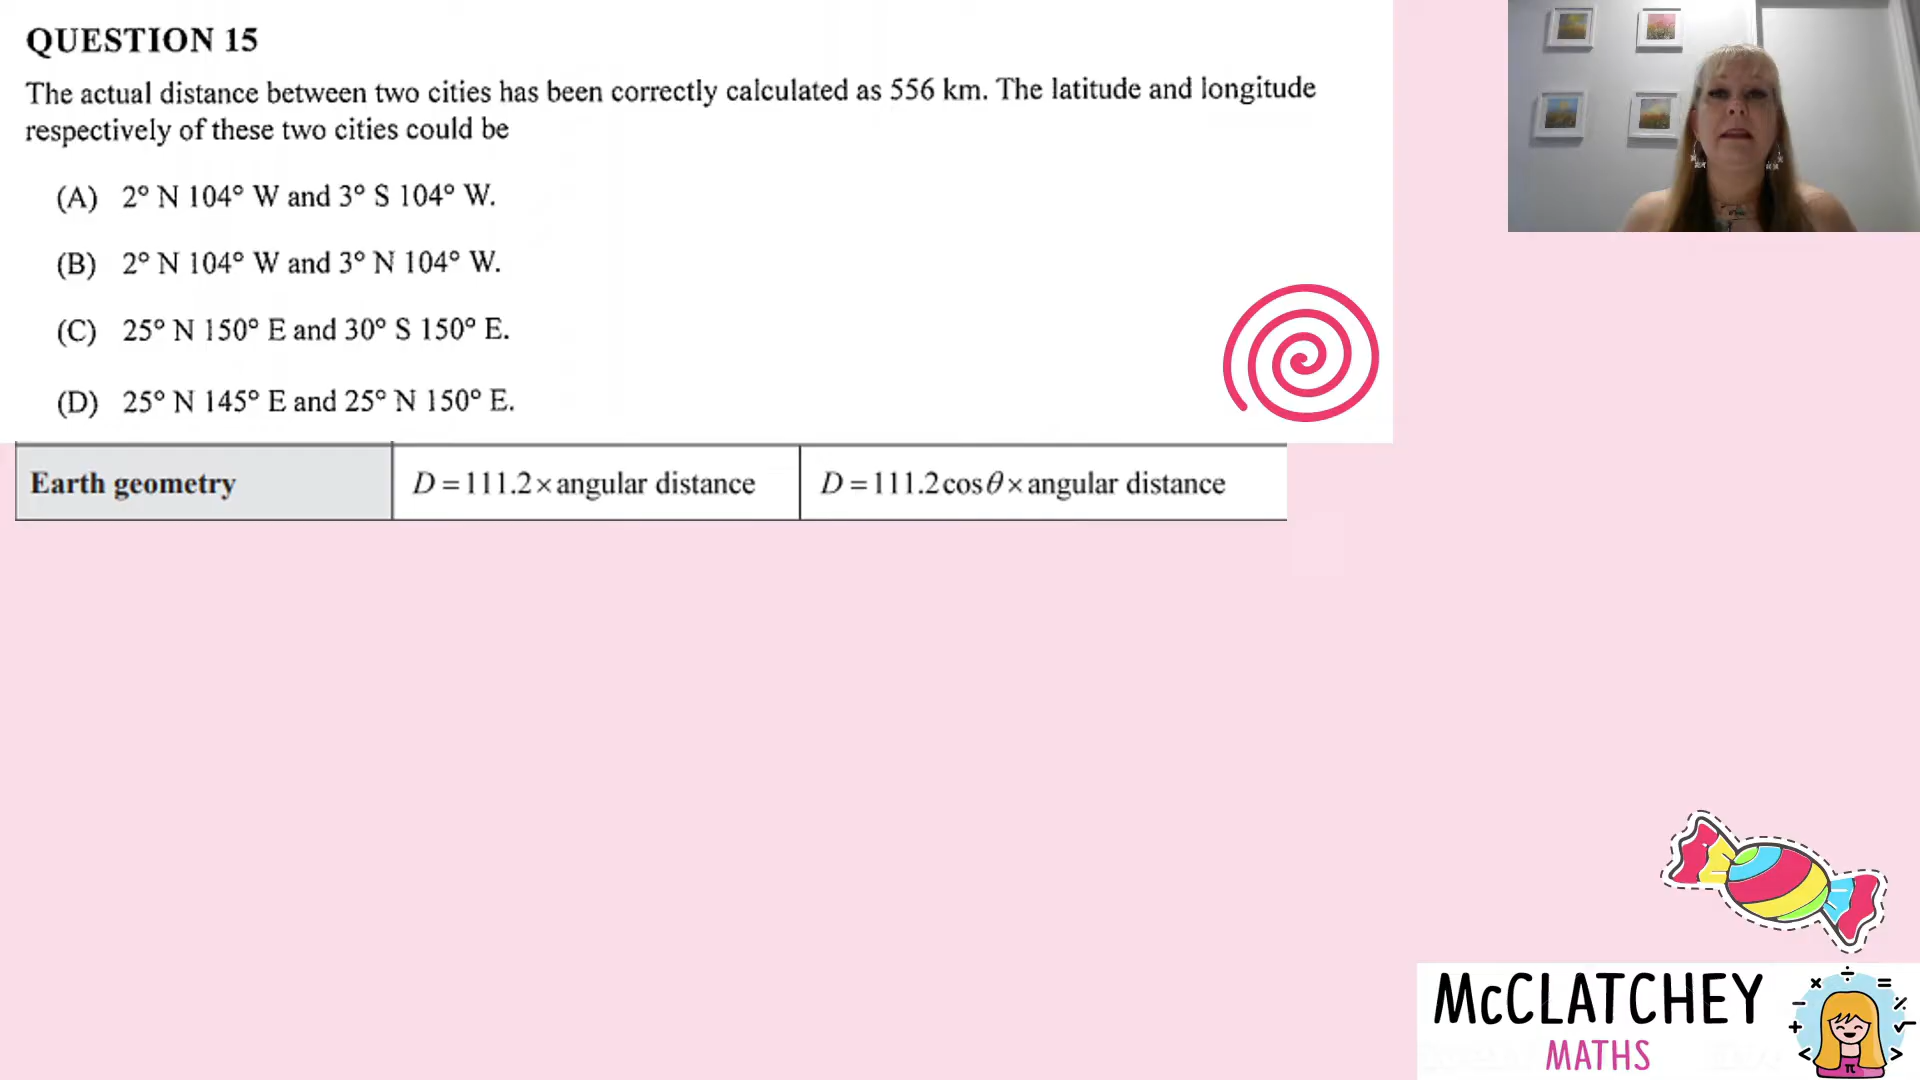 QUESTION 15
The actual distance between two cities has been correctly calculated as 556 km. The latitude and longitude
respectively of these two cities could be
(A) 2° N 104° W and 3° S 104° W.
(B) 2° N 104° W and 3° N 104° W.
(C) 25° N 150° E and 30° S 150° E.
(D) 25° N 145° E and 25° N 150° E.
Earth geometry D = 111.2 × angular distance D = 111.2 cos θ × angular distance
McCLATCHEY
MATHS